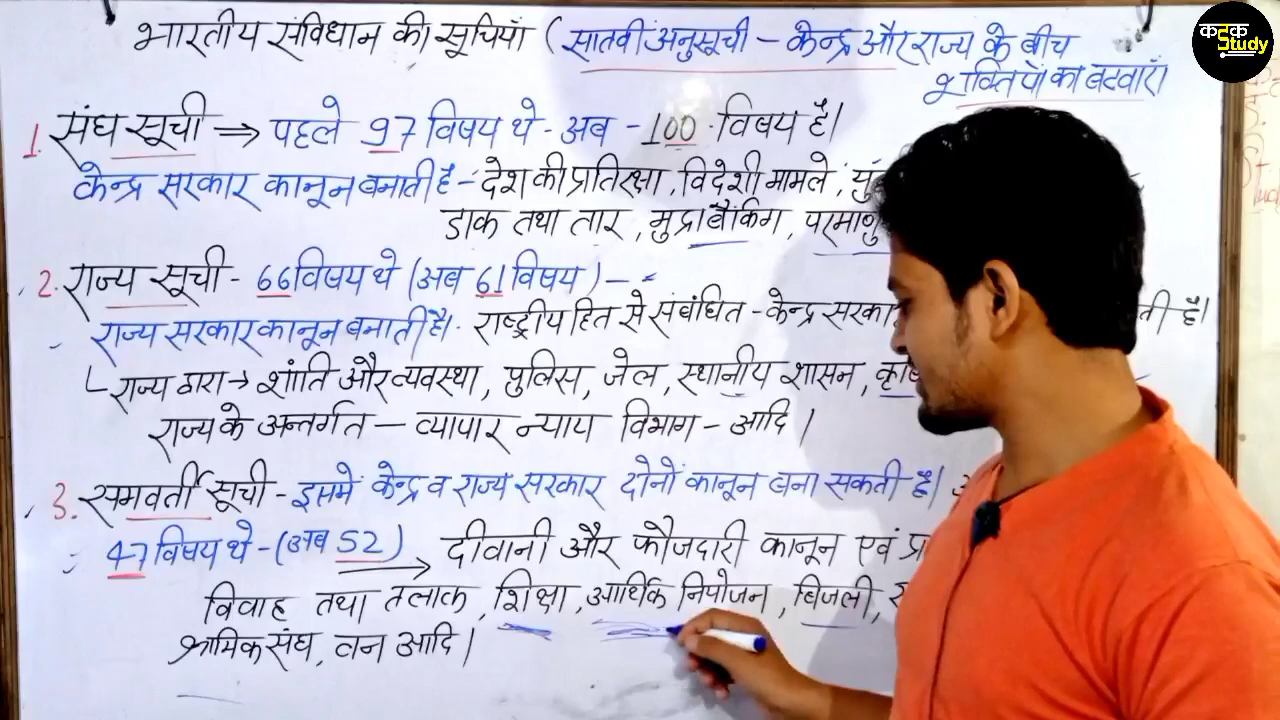 भारतीय संविधान की सूचियाँ (सातवीं अनुसूची - केन्द्र और राज्य के बीच
शक्तियों का बटवारा)
कड़क Study
1. संघ सूची ⇒ पहले 97 विषय थे - अब - 100 विषय है।
केन्द्र सरकार कानून बनाती है - देश की प्रतिरक्षा, विदेशी मामले,
डाक तथा तार, मुद्रा बैंकिंग, परमाणु
2. राज्य सूची - 66 विषय थे (अब 61 विषय) -
राज्य सरकार कानून बनाती है। राष्ट्रीय हित से संबंधित - केन्द्र है।
राज्य द्वारा → शांति और व्यवस्था, पुलिस, जेल, स्थानीय शासन,
राज्य के अन्तर्गत - व्यापार न्याय विभाग - आदि।
3. समवर्ती सूची - इसमें केन्द्र व राज्य सरकार दोनों कानून बना सकती है।
47 विषय थे - (अब 52) → दीवानी और फौजदारी कानून एवं
विवाह तथा तलाक, शिक्षा, आर्थिक नियोजन, बिजली,
श्रमिक संघ, वन आदि।